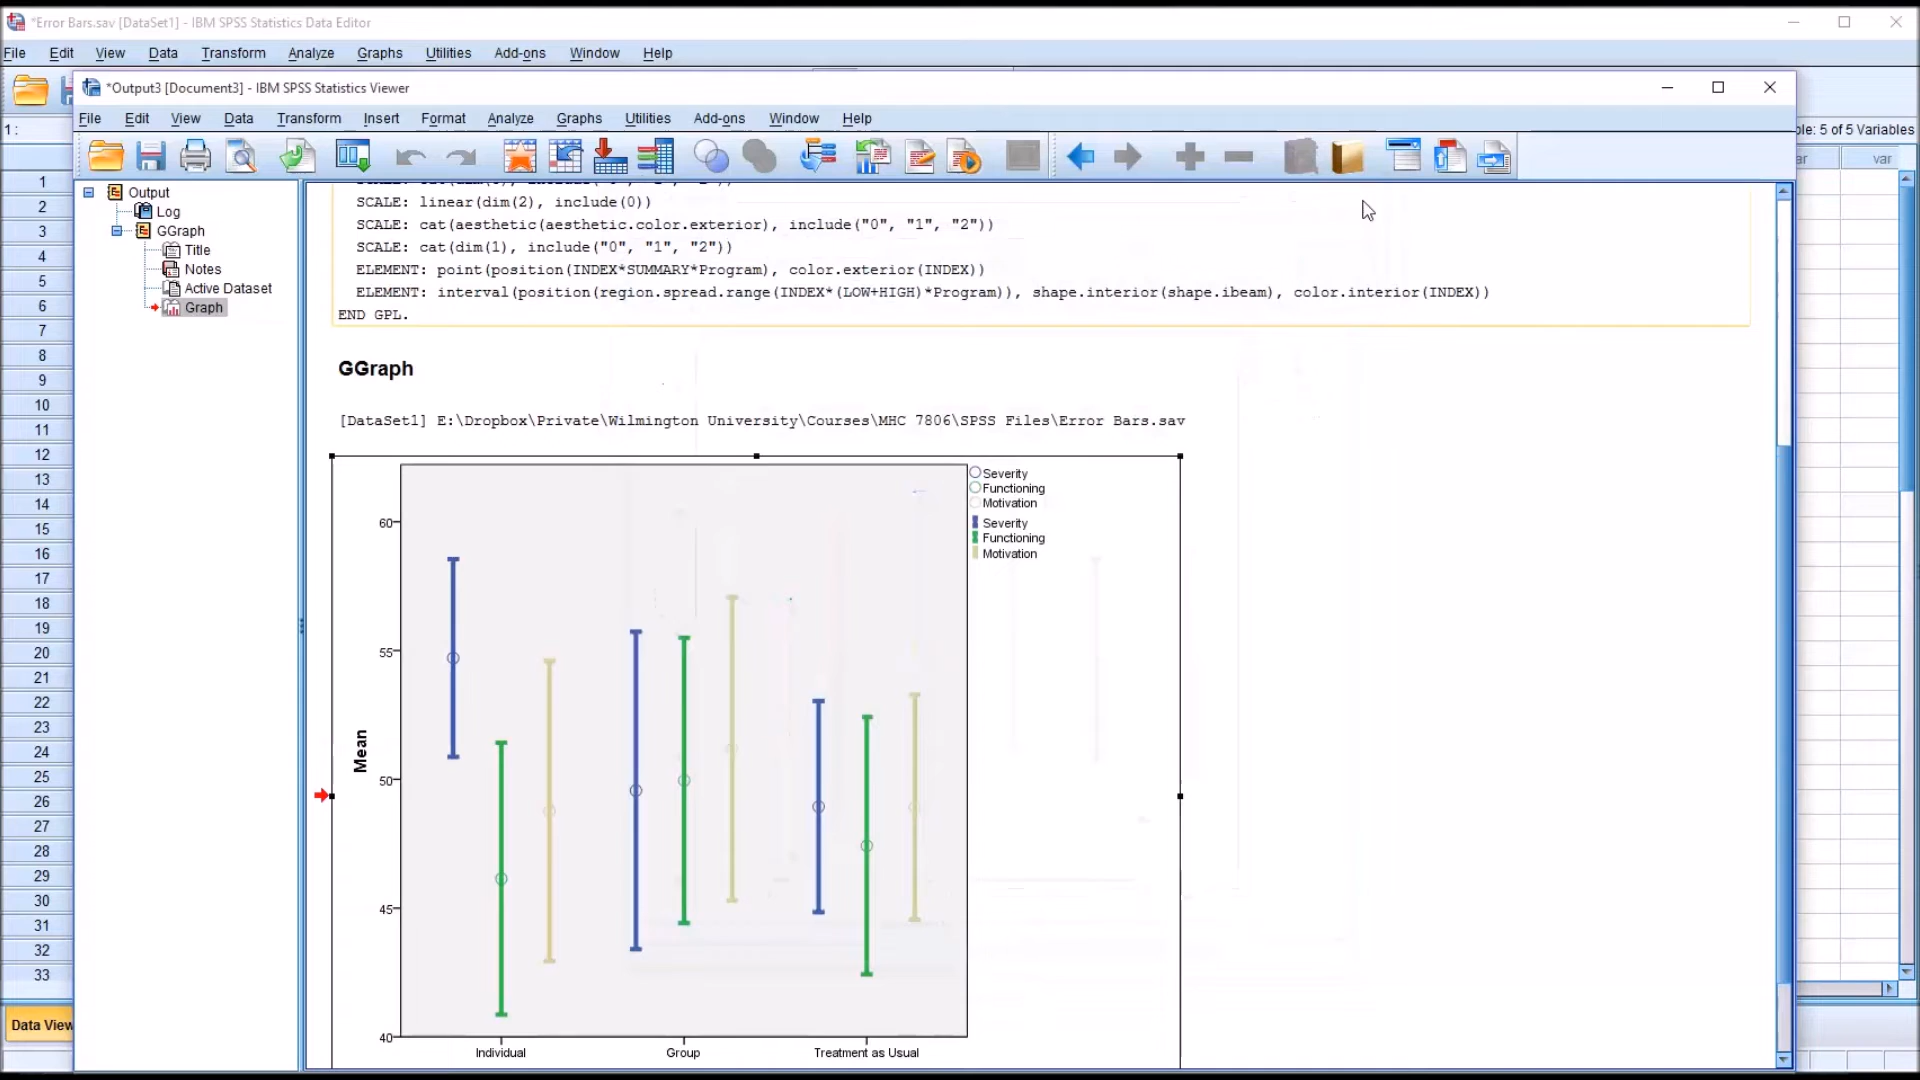 *Error Bars.sav [DataSet1] - IBM SPSS Statistics Data Editor
File Edit View Data Transform Analyze Graphs Utilities Add-ons Window Help
*Output3 [Document3] - IBM SPSS Statistics Viewer
File Edit View Data Transform Insert Format Analyze Graphs Utilities Add-ons Window Help
1 :
5 of 5 Variables
var
1
2
3
4
5
6
7
8
9
10
11
12
13
14
15
16
17
18
19
20
21
22
23
24
25
26
27
28
29
30
31
32
33
Data View
Output
Log
GGraph
Title
Notes
Active Dataset
Graph
SCALE: linear(dim(2), include(0))
SCALE: cat(aesthetic(aesthetic.color.exterior), include("0", "1", "2"))
SCALE: cat(dim(1), include("0", "1", "2"))
ELEMENT: point(position(INDEX*SUMMARY*Program), color.exterior(INDEX))
ELEMENT: interval(position(region.spread.range(INDEX*(LOW+HIGH)*Program)), shape.interior(shape.ibeam), color.interior(INDEX))
END GPL.
GGraph
[DataSet1] E:\Dropbox\Private\Wilmington University\Courses\MHC 7806\SPSS Files\Error Bars.sav
Severity
Functioning
Motivation
Severity
Functioning
Motivation
60
55
50
45
40
Mean
Individual Group Treatment as Usual